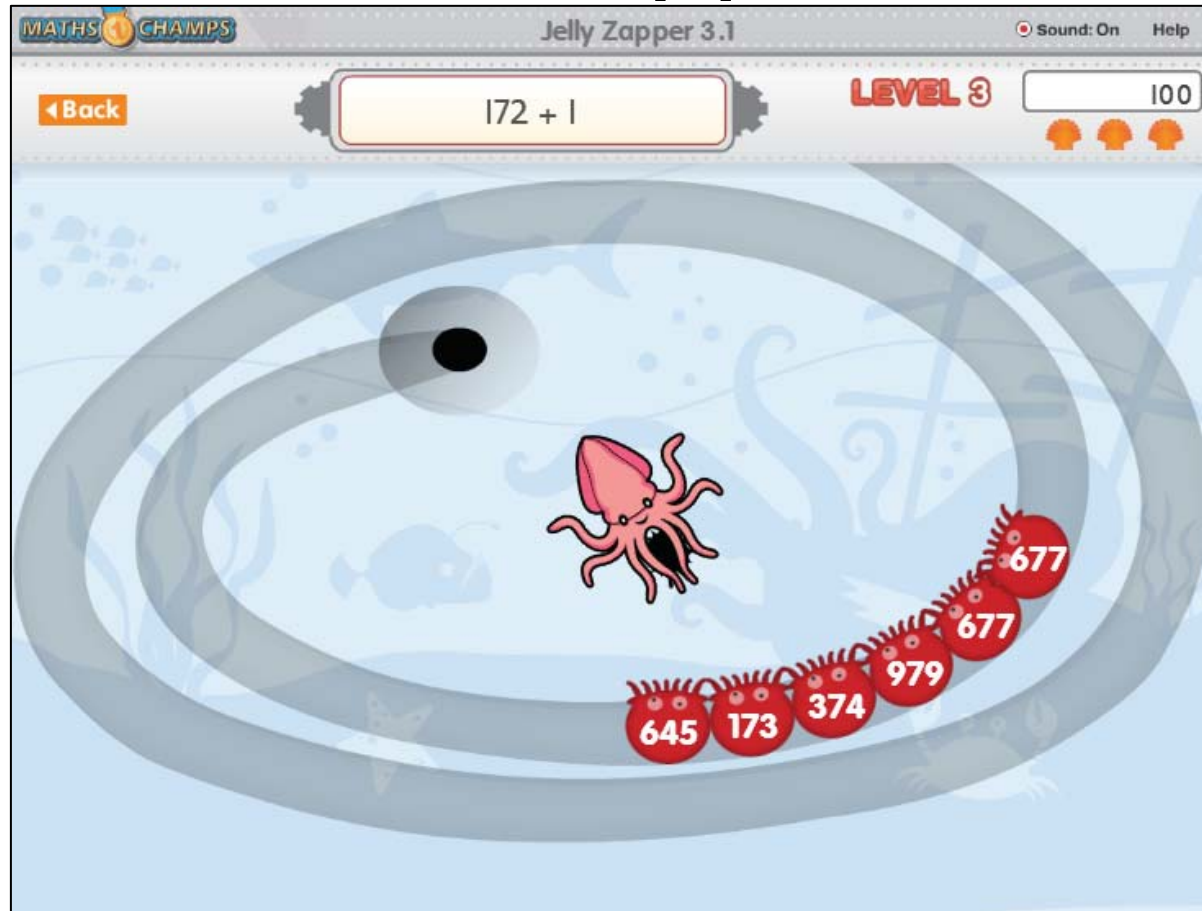 MATHS CHAMPS
Jelly Zapper 3.1
Sound: On
Help
Back
172 + 1
LEVEL 3
100
677
677
979
374
173
645